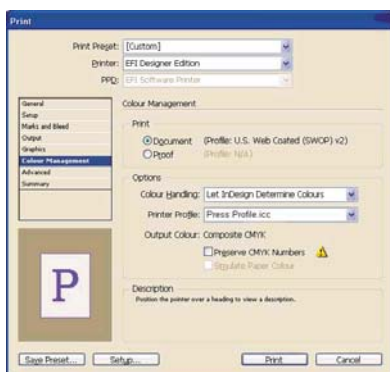 Print
Print Preset: [Custom]
Printer: EFI Designer Edition
PPD: EFI Software Printer
General
Setup
Marks and Bleed
Output
Graphics
Colour Management
Advanced
Summary
Colour Management
Print
Document (Profile: U.S. Web Coated (SWOP) v2)
Proof (Profile: N/A)
Options
Colour Handling: Let InDesign Determine Colours
Printer Profile: Press Profile.icc
Output Colour: Composite CMYK
Preserve CMYK Numbers
Simulate Paper Colour
Description
Position the pointer over a heading to view a description.
P
Save Preset... Setup... Print Cancel